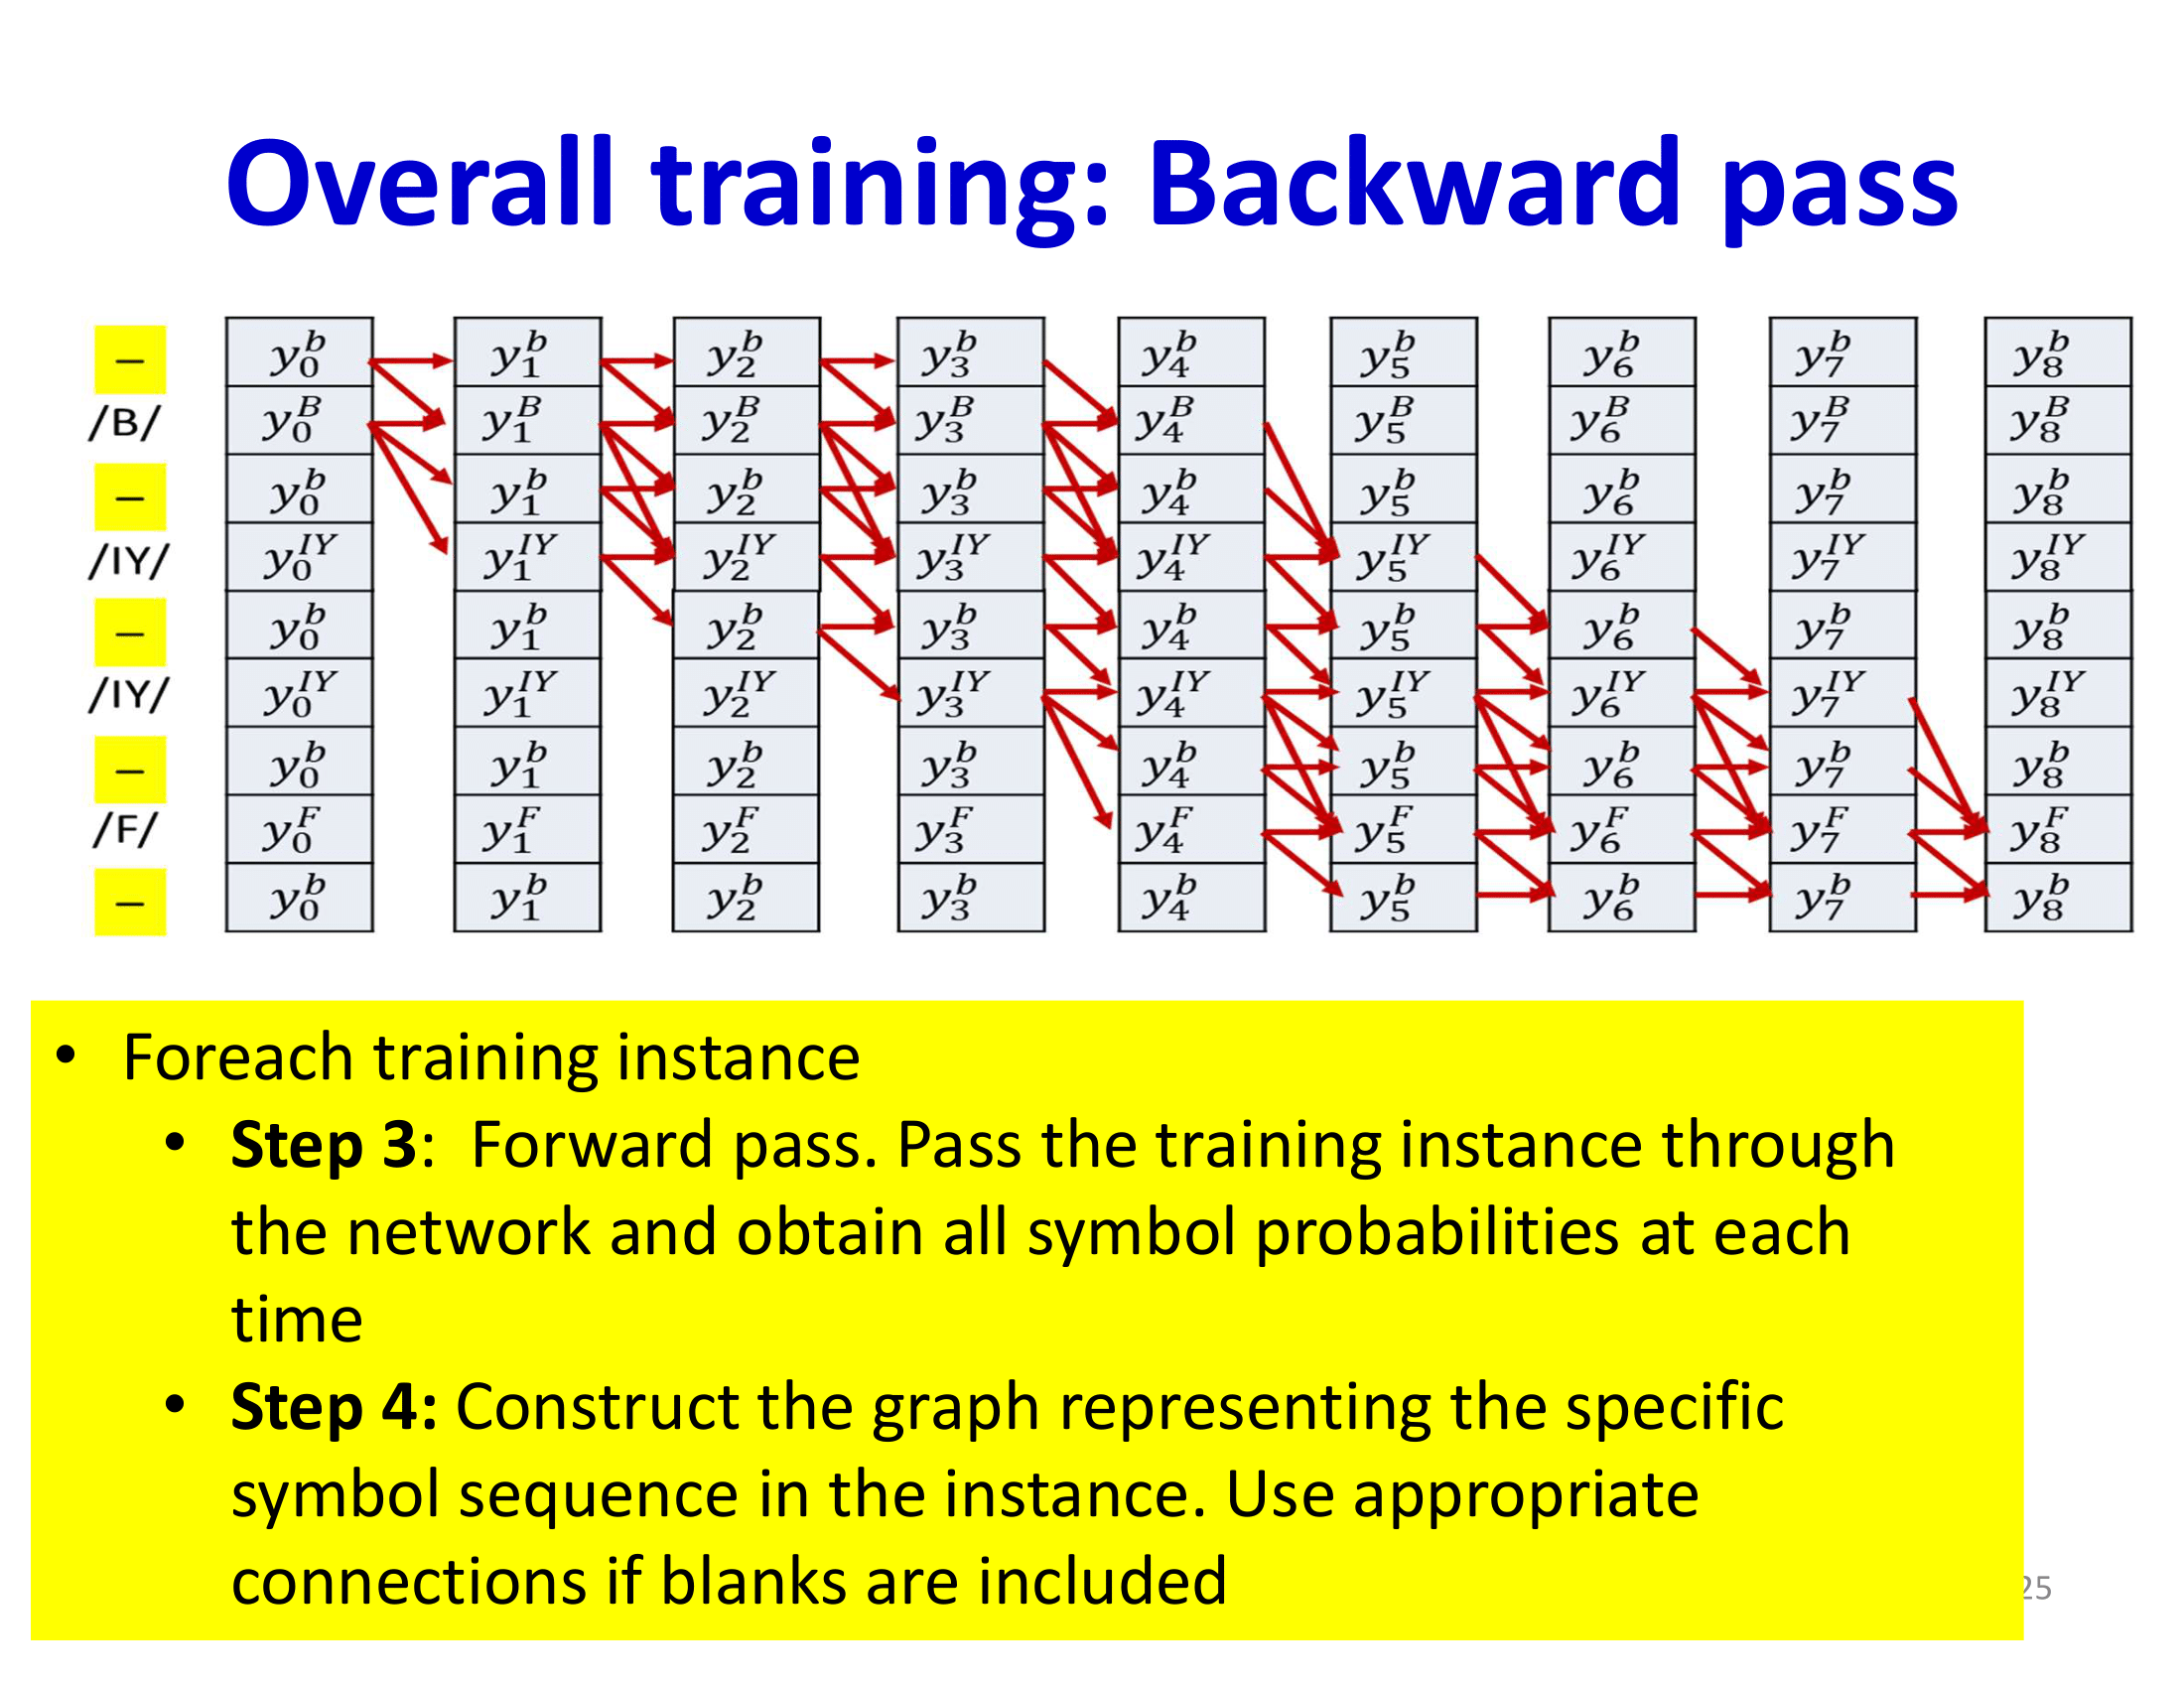 Overall training: Backward pass
– y_0^b y_1^b y_2^b y_3^b y_4^b y_5^b y_6^b y_7^b y_8^b
/B/ y_0^B y_1^B y_2^B y_3^B y_4^B y_5^B y_6^B y_7^B y_8^B
– y_0^b y_1^b y_2^b y_3^b y_4^b y_5^b y_6^b y_7^b y_8^b
/IY/ y_0^IY y_1^IY y_2^IY y_3^IY y_4^IY y_5^IY y_6^IY y_7^IY y_8^IY
– y_0^b y_1^b y_2^b y_3^b y_4^b y_5^b y_6^b y_7^b y_8^b
/IY/ y_0^IY y_1^IY y_2^IY y_3^IY y_4^IY y_5^IY y_6^IY y_7^IY y_8^IY
– y_0^b y_1^b y_2^b y_3^b y_4^b y_5^b y_6^b y_7^b y_8^b
/F/ y_0^F y_1^F y_2^F y_3^F y_4^F y_5^F y_6^F y_7^F y_8^F
– y_0^b y_1^b y_2^b y_3^b y_4^b y_5^b y_6^b y_7^b y_8^b
• Foreach training instance
• Step 3: Forward pass. Pass the training instance through
the network and obtain all symbol probabilities at each
time
• Step 4: Construct the graph representing the specific
symbol sequence in the instance. Use appropriate
connections if blanks are included
25